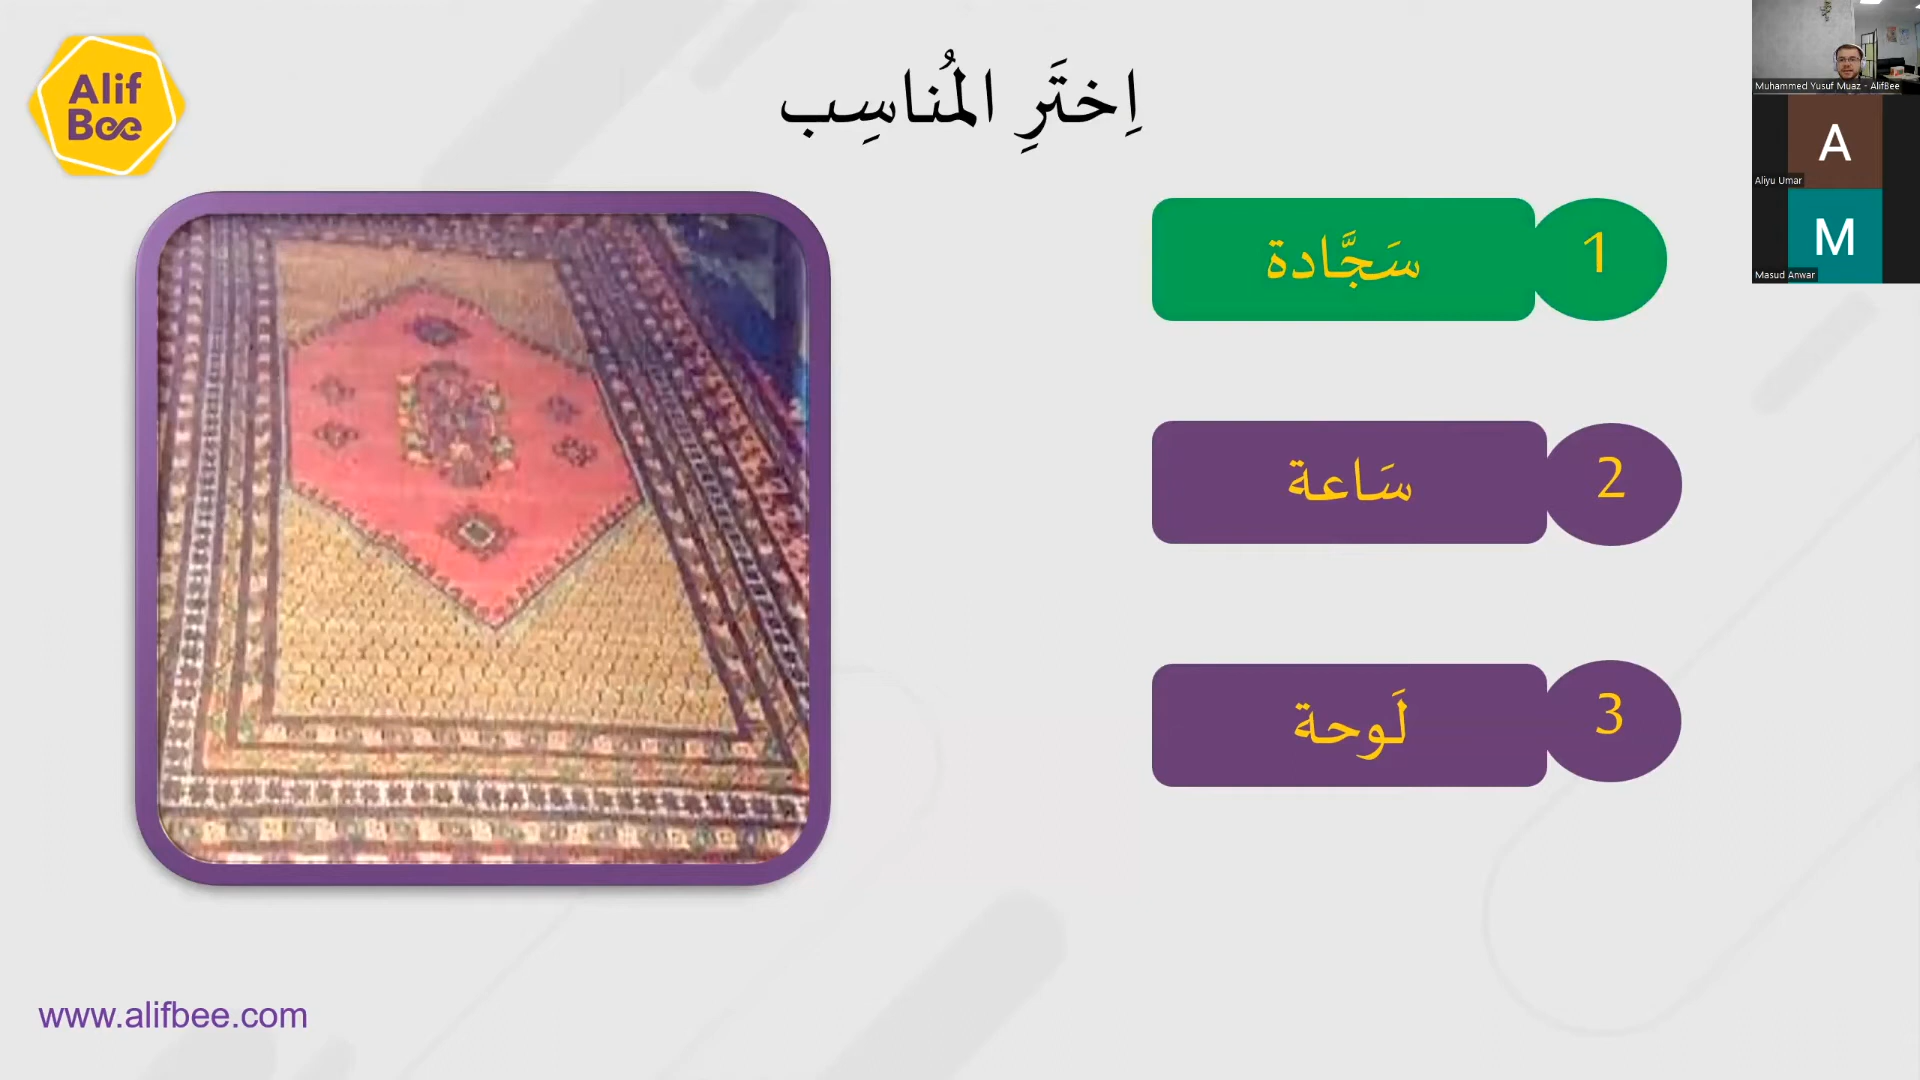 Alif
Bee
اِختَرِ المُناسِب
سَجَّادة
1
سَاعة
2
لَوحة
3
www.alifbee.com
Muhammed Yusuf Muaz - AlifBee
A
Aliyu Umar
M
Masud Anwar